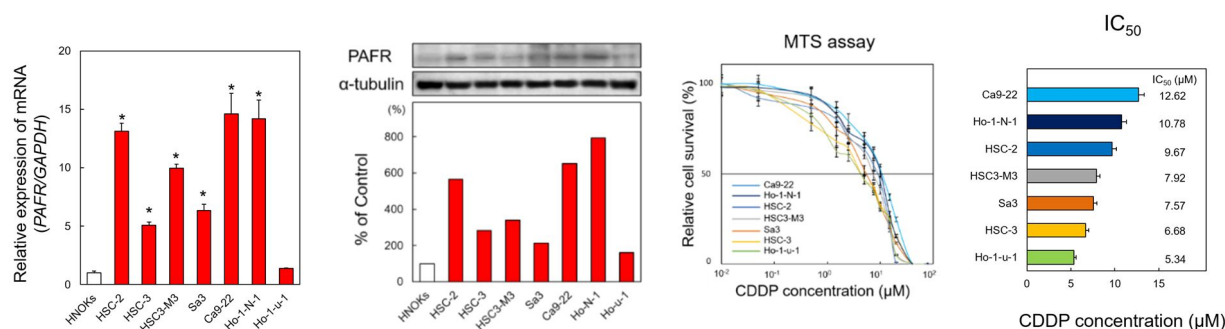 Relative expression of mRNA
(PAFR/GAPDH)
20
15
10
5
0
*
*
*
*
*
*
HNOKs
HSC-2
HSC-3
HSC3-M3
Sa3
Ca9-22
Ho-1-N-1
Ho-1-u-1
PAFR
α-tubulin
(%)
% of Control
800
600
400
200
100
0
HNOKs
HSC-2
HSC-3
HSC3-M3
Sa3
Ca9-22
Ho-N-1
Ho-u-1
MTS assay
Relative cell survival (%)
100
50
0
Ca9-22
Ho-1-N-1
HSC-2
HSC3-M3
Sa3
HSC-3
Ho-1-u-1
10⁻²
10⁰
10¹
10²
CDDP concentration (μM)
IC₅₀
IC₅₀ (μM)
Ca9-22 12.62
Ho-1-N-1 10.78
HSC-2 9.67
HSC3-M3 7.92
Sa3 7.57
HSC-3 6.68
Ho-1-u-1 5.34
0 5 10 15
CDDP concentration (μM)